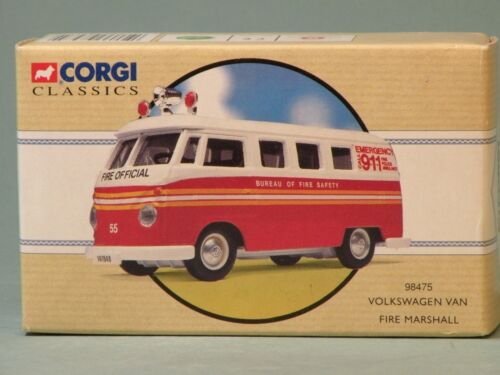 CORGI
CLASSICS
FIRE OFFICIAL
BUREAU OF FIRE SAFETY
EMERGENCY
911
55
98475
VOLKSWAGEN VAN
FIRE MARSHALL